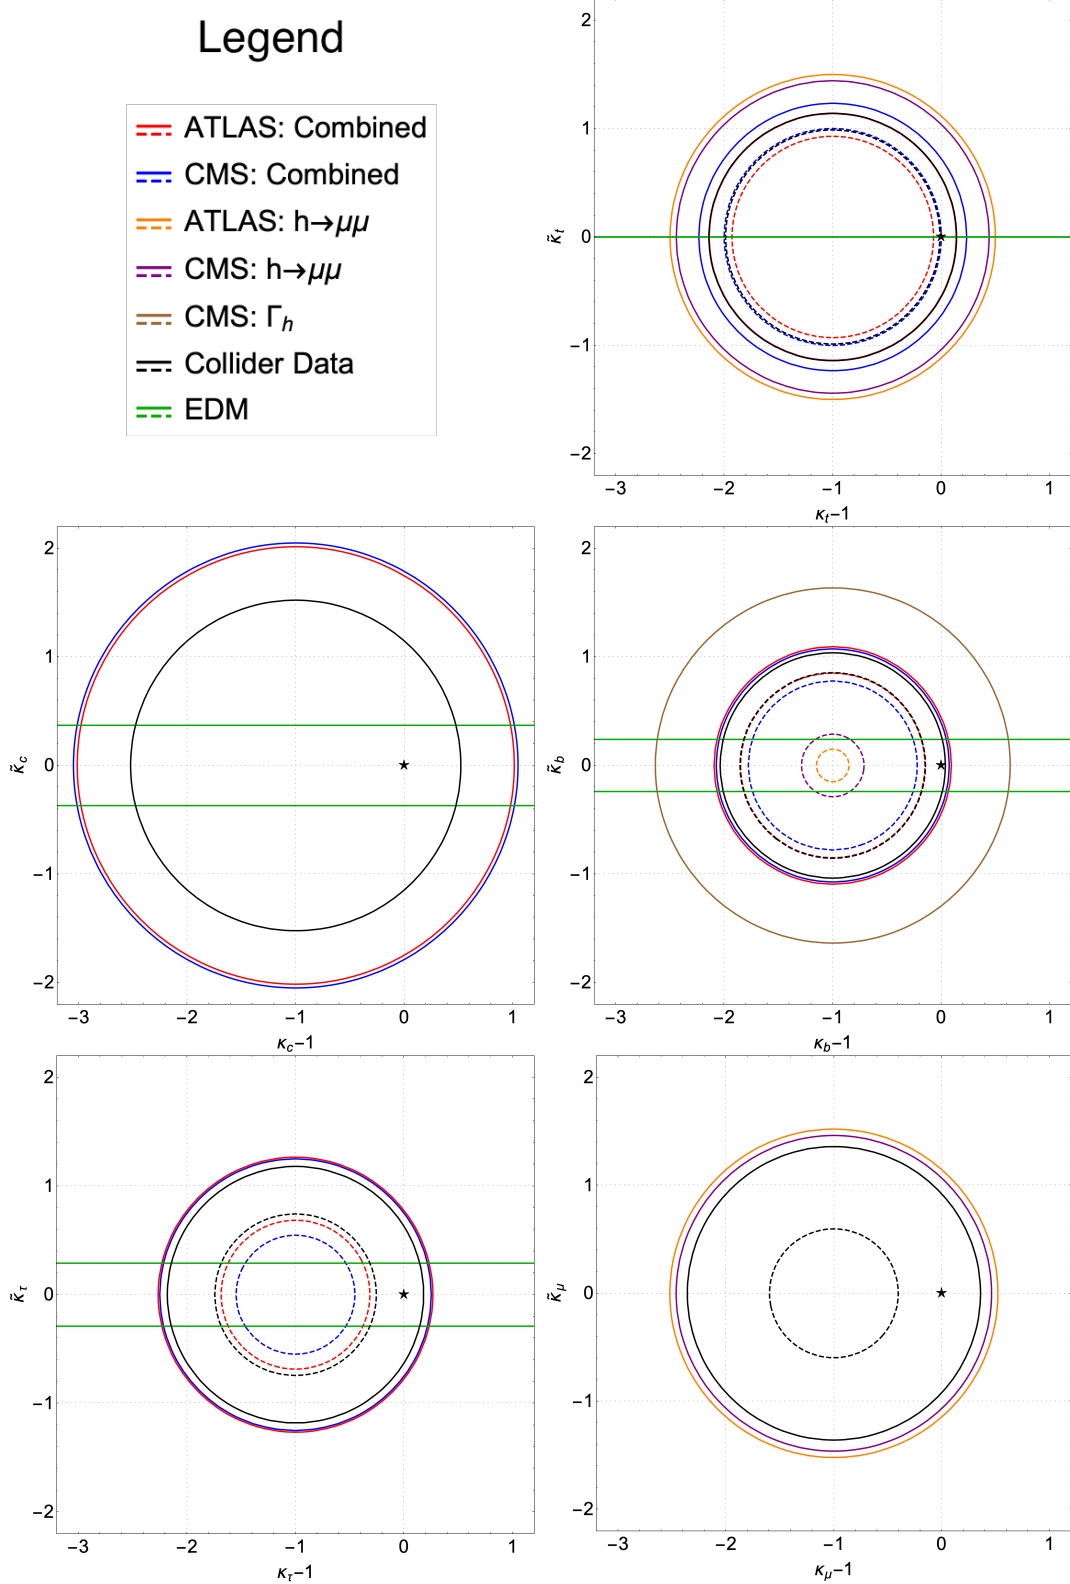 Legend
ATLAS: Combined
CMS: Combined
ATLAS: h→μμ
CMS: h→μμ
CMS: Γh
Collider Data
EDM
2
1
0
−1
−2
κ̃t
−3 −2 −1 0 1
κt−1
2
1
0
−1
−2
κ̃c
−3 −2 −1 0 1
κc−1
2
1
0
−1
−2
κ̃b
−3 −2 −1 0 1
κb−1
2
1
0
−1
−2
κ̃τ
−3 −2 −1 0 1
κτ−1
2
1
0
−1
−2
κ̃μ
−3 −2 −1 0 1
κμ−1